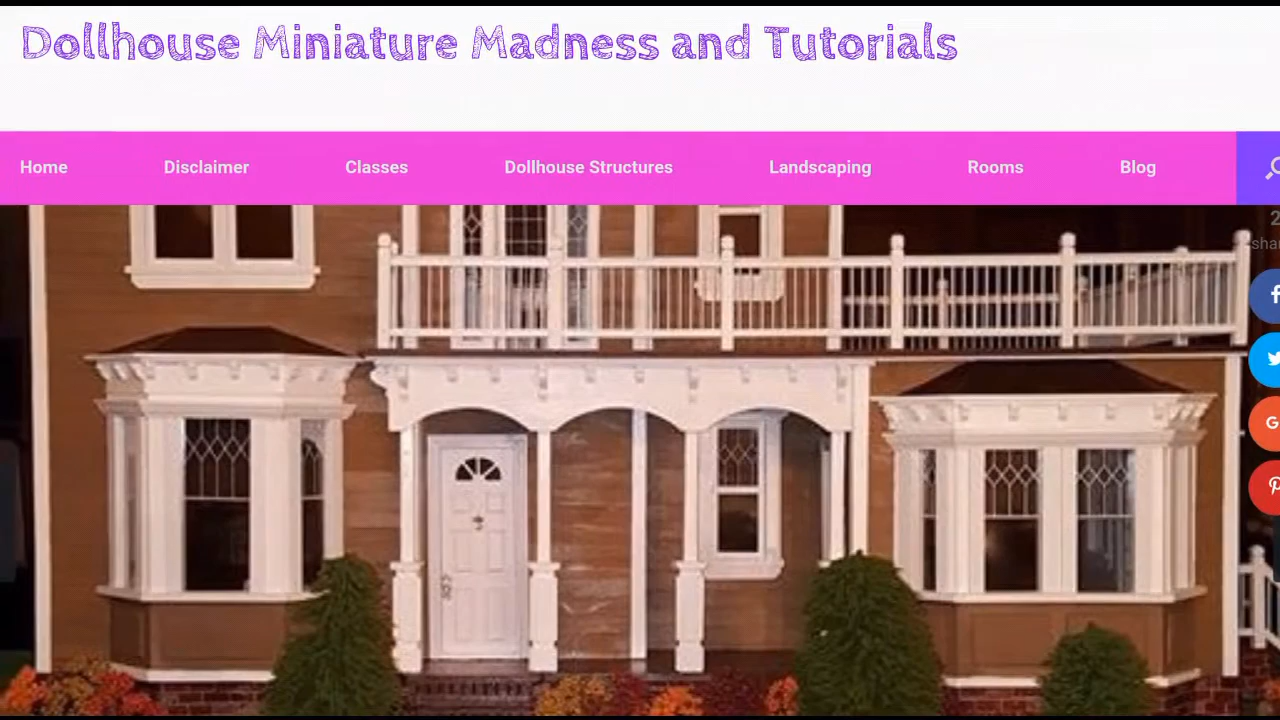 Dollhouse Miniature Madness and Tutorials
Home Disclaimer Classes Dollhouse Structures Landscaping Rooms Blog